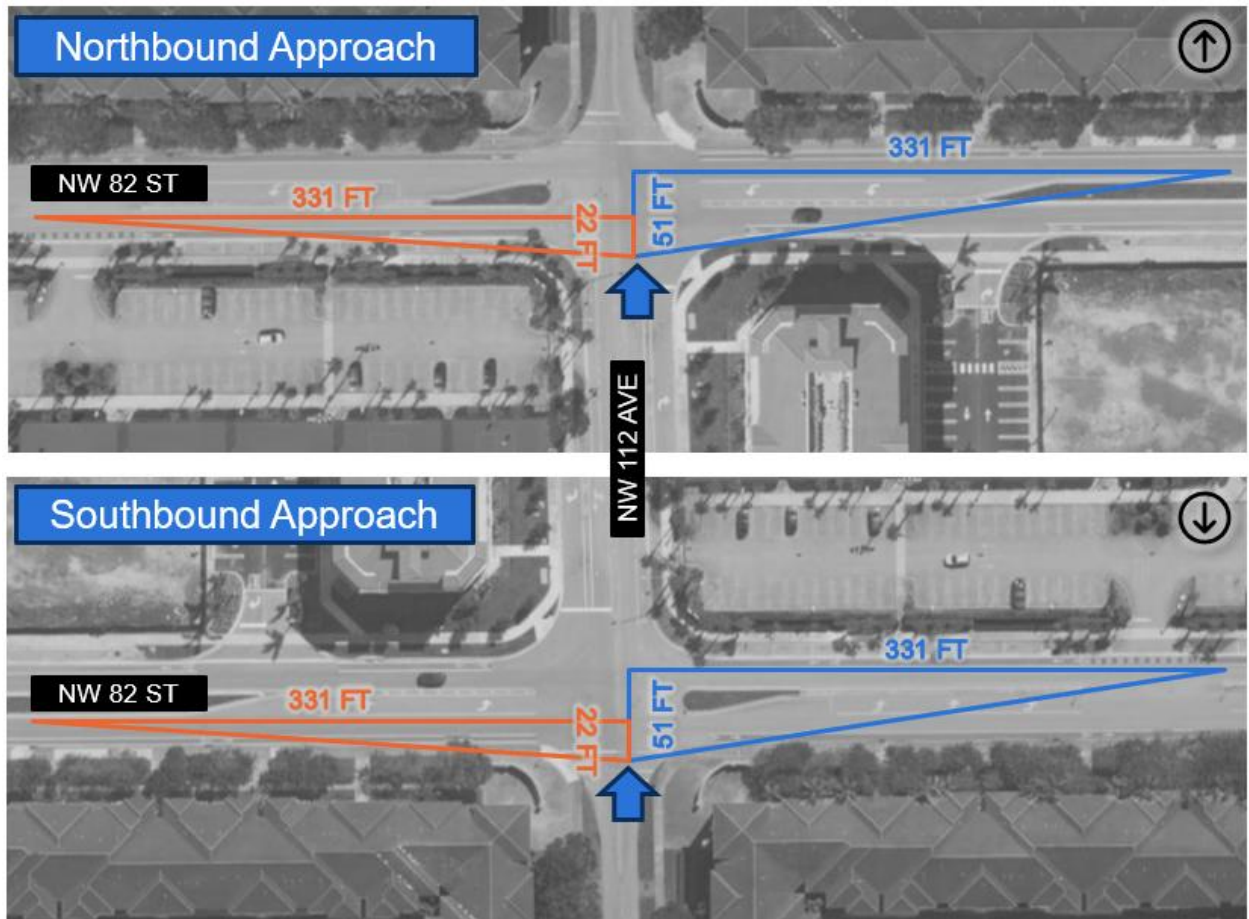 Northbound Approach
331 FT
NW 82 ST
331 FT
22 FT
51 FT
NW 112 AVE
Southbound Approach
331 FT
NW 82 ST
331 FT
22 FT
51 FT